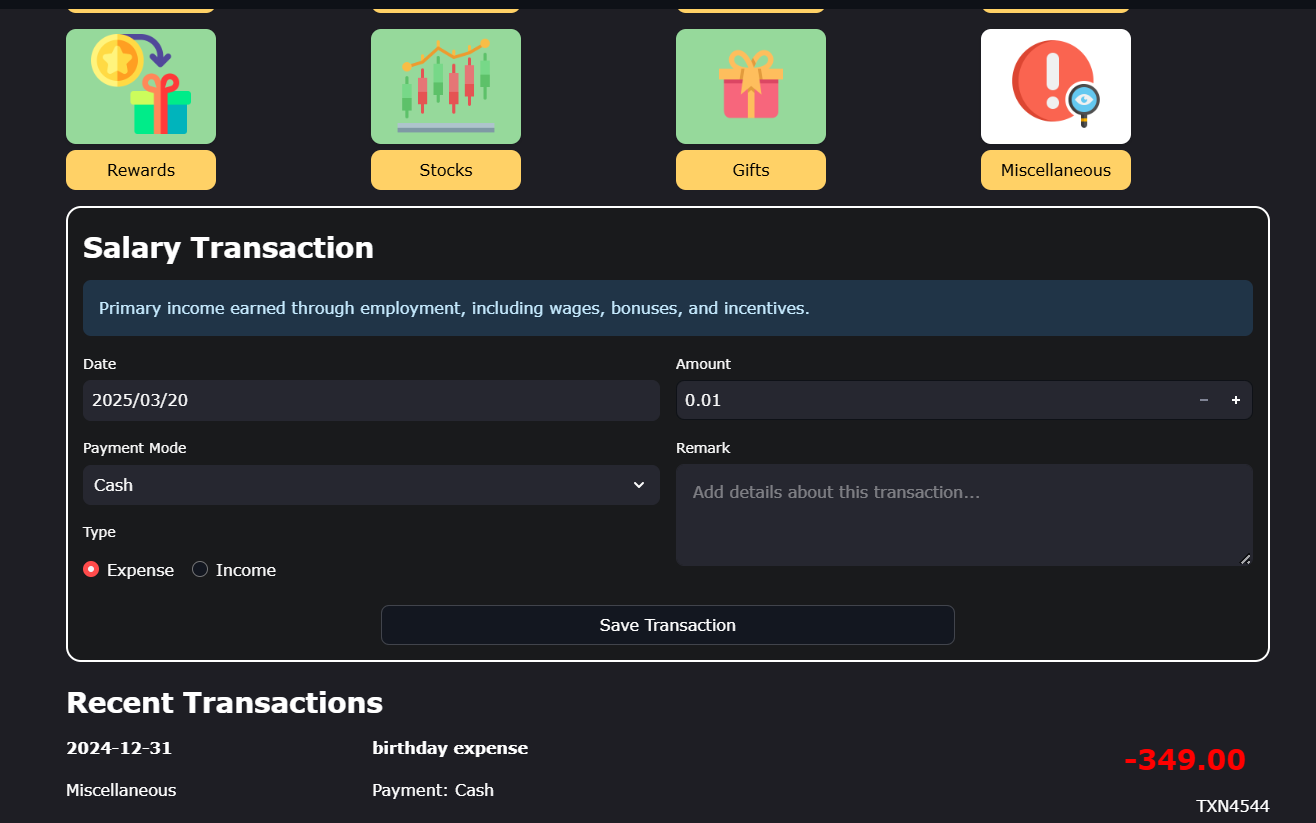 Rewards
Stocks
Gifts
Miscellaneous
Salary Transaction
Primary income earned through employment, including wages, bonuses, and incentives.
Date
Amount
2025/03/20
0.01
Payment Mode
Remark
Cash
Add details about this transaction...
Type
Expense
Income
Save Transaction
Recent Transactions
2024-12-31
birthday expense
-349.00
Miscellaneous
Payment: Cash
TXN4544